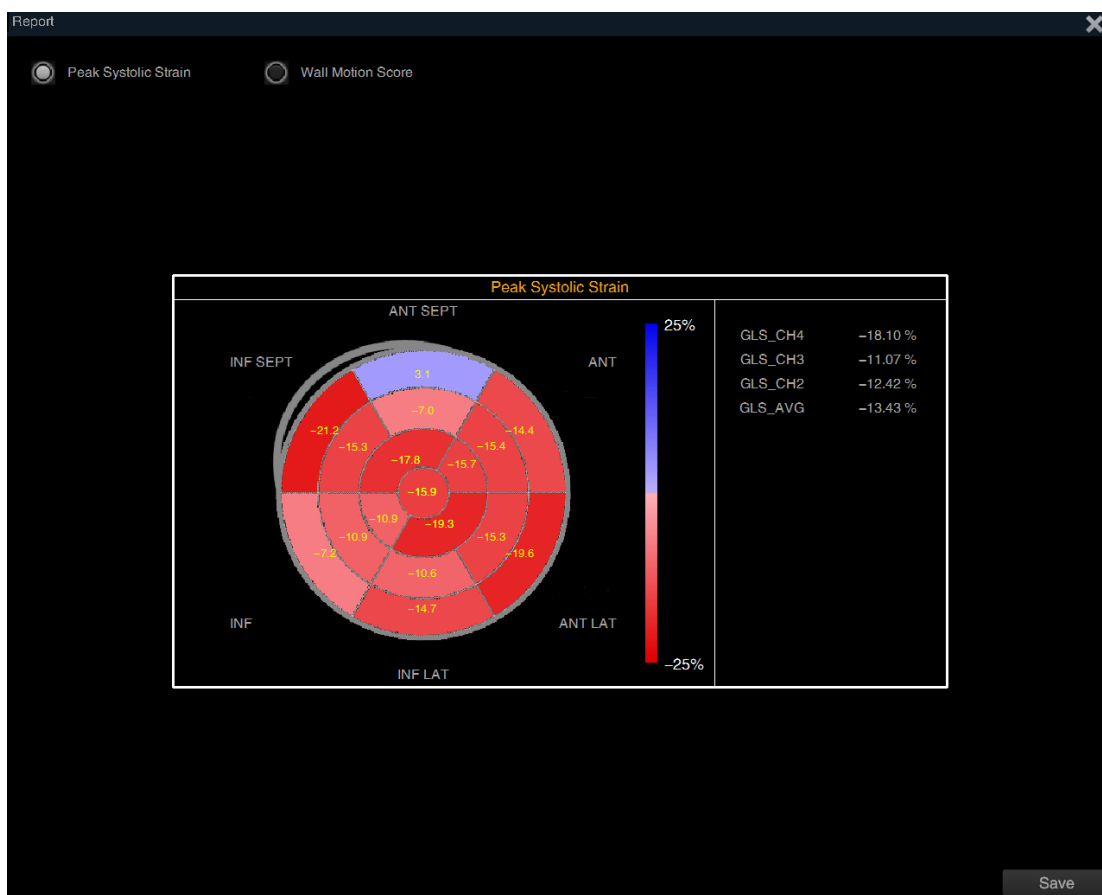 Report
Peak Systolic Strain Wall Motion Score
Peak Systolic Strain
ANT SEPT
25%
INF SEPT
ANT
3.1
−7.0
−21.2
−14.4
−15.3
−15.4
−17.8
−15.7
−15.9
−10.9
−19.3
−10.9
−15.3
−7.2
−19.6
−10.6
−14.7
INF
ANT LAT
INF LAT
−25%
GLS_CH4 −18.10 %
GLS_CH3 −11.07 %
GLS_CH2 −12.42 %
GLS_AVG −13.43 %
Save